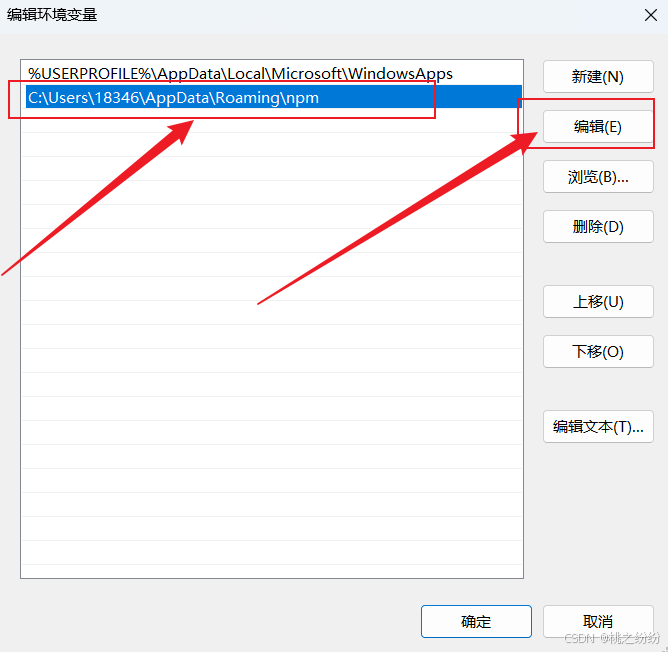 编辑环境变量
%USERPROFILE%\AppData\Local\Microsoft\WindowsApps
C:\Users\18346\AppData\Roaming\npm
新建(N)
编辑(E)
浏览(B)...
删除(D)
上移(U)
下移(O)
编辑文本(T)...
确定
取消
CSDN @桃之纷纷